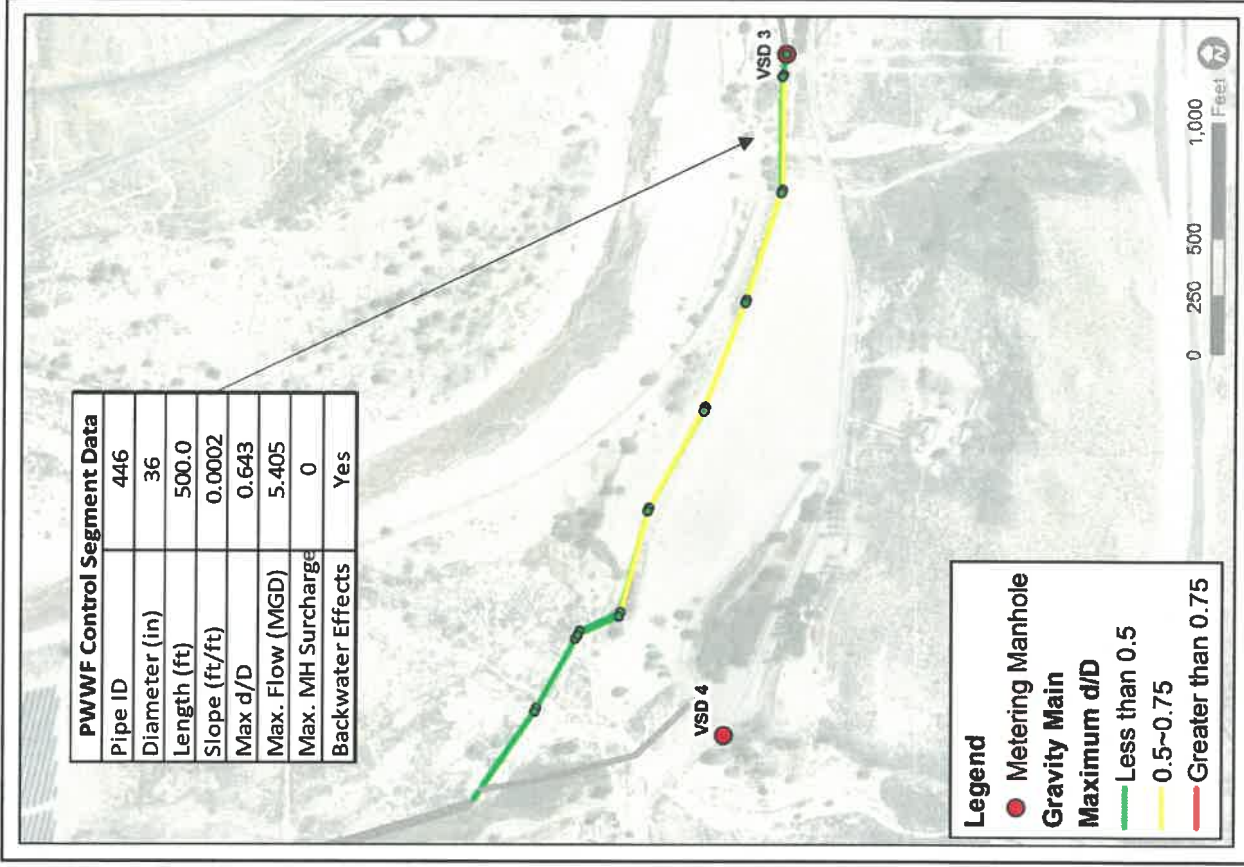 PWWF Control Segment Data
Pipe ID 446
Diameter (in) 36
Length (ft) 500.0
Slope (ft/ft) 0.0002
Max d/D 0.643
Max. Flow (MGD) 5.405
Max. MH Surcharge 0
Backwater Effects Yes
VSD 3
VSD 4
Legend
Metering Manhole
Gravity Main
Maximum d/D
Less than 0.5
0.5~0.75
Greater than 0.75
0 250 500 1,000
Feet
N